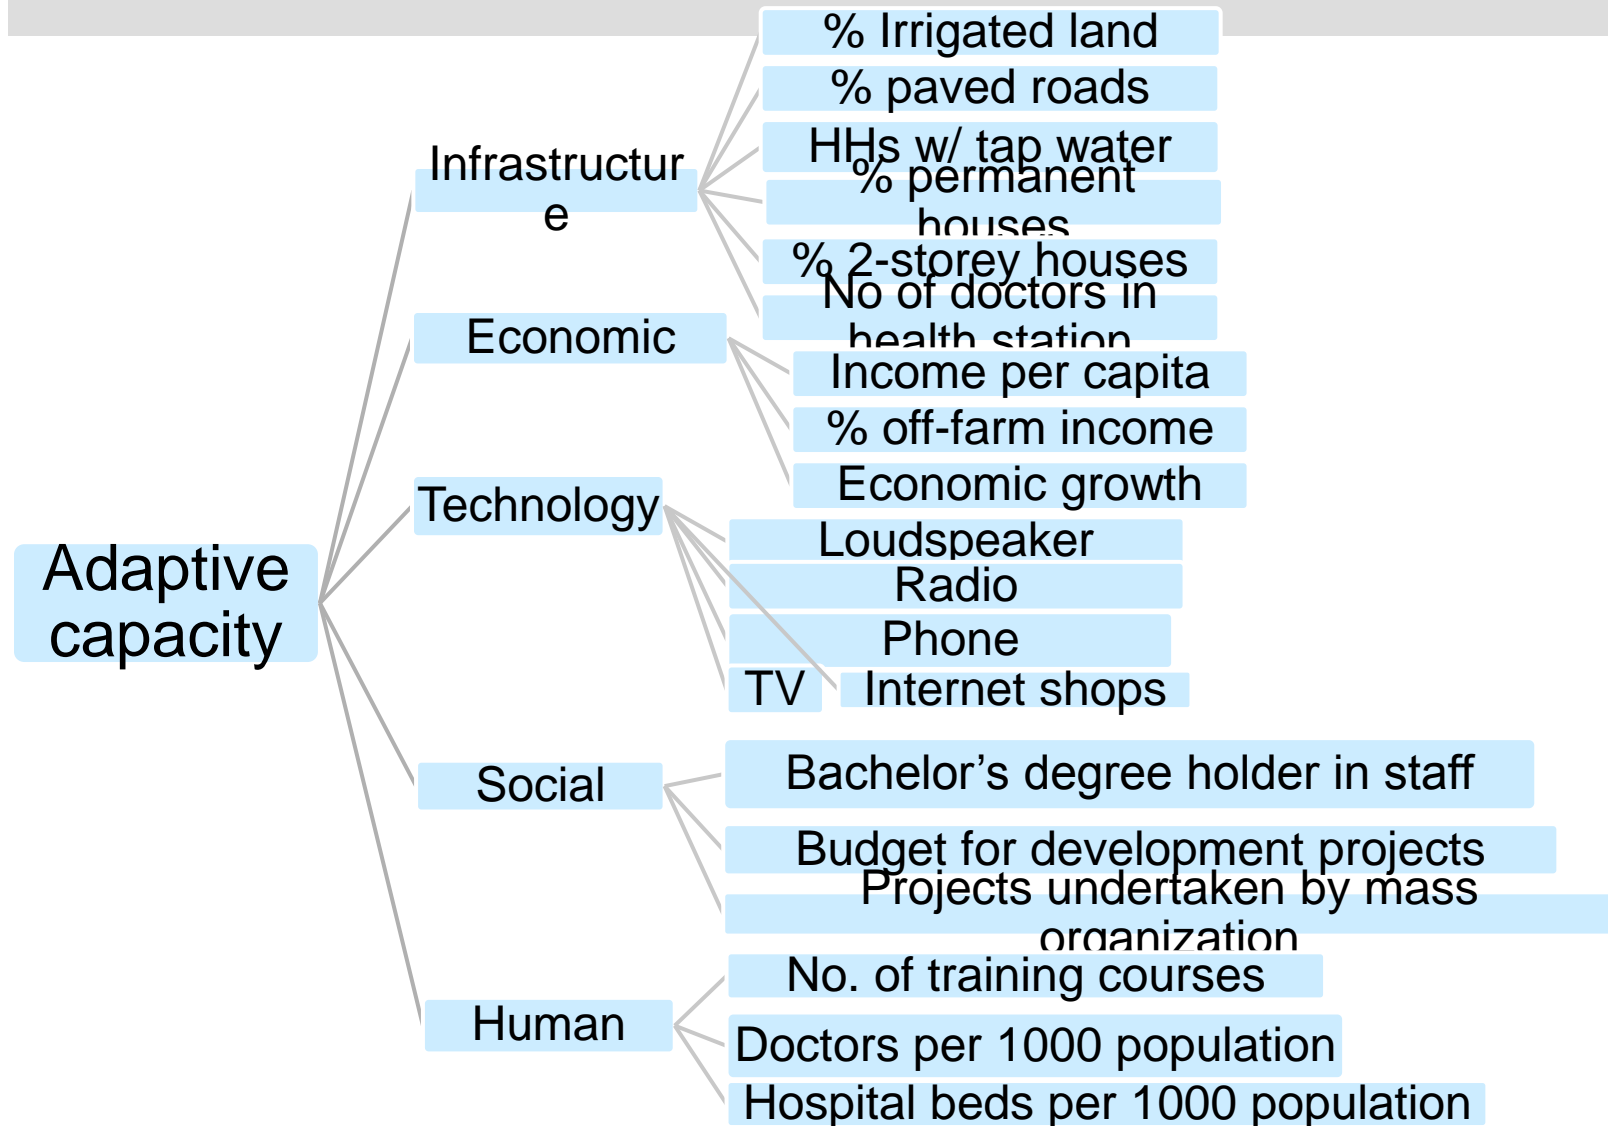 % Irrigated land
% paved roads
HHs w/ tap water
% permanent
houses
% 2-storey houses
No of doctors in
health station
Infrastructur
e
Economic
Income per capita
% off-farm income
Economic growth
Technology
Loudspeaker
Radio
Phone
TV
Internet shops
Adaptive
capacity
Social
Bachelor’s degree holder in staff
Budget for development projects
Projects undertaken by mass
organization
Human
No. of training courses
Doctors per 1000 population
Hospital beds per 1000 population